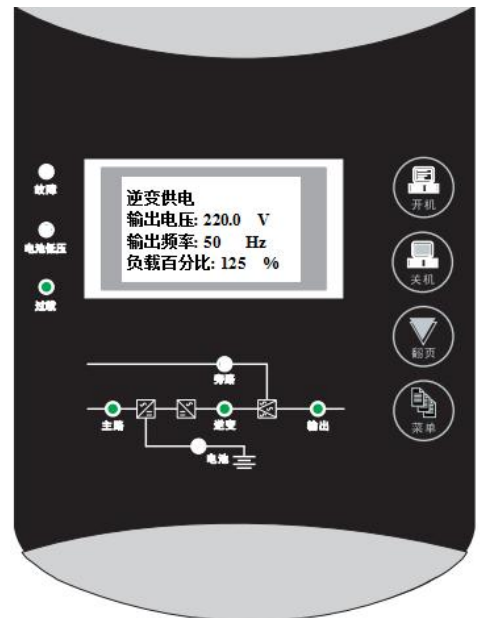 故障
电池低压
过载
逆变供电
输出电压: 220.0 V
输出频率: 50 Hz
负载百分比: 125 %
开机
关机
翻页
菜单
旁路
主路
逆变
输出
电池